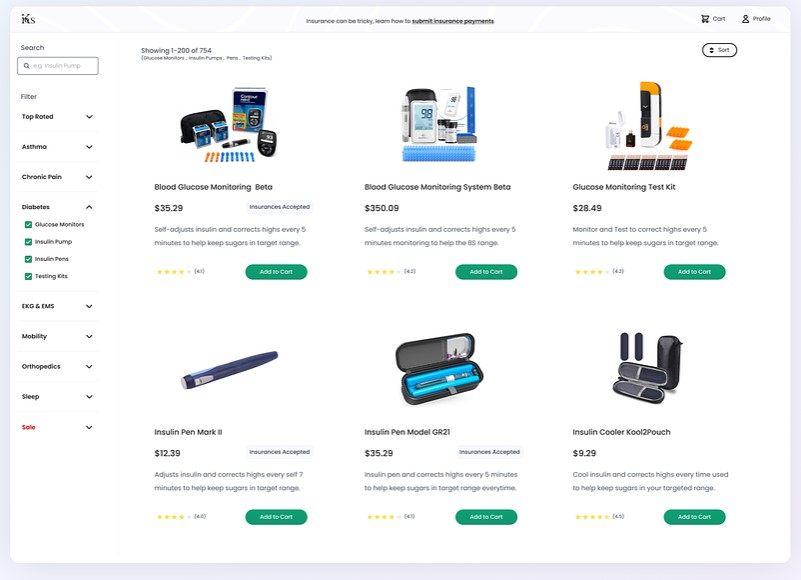 KS
Insurance can be tricky, learn how to submit insurance payments
Cart
Profile
Search
e.g. Insulin Pump
Filter
Top Rated
Asthma
Chronic Pain
Diabetes
Glucose Monitors
Insulin Pump
Insulin Pens
Testing Kits
EKG & EMS
Mobility
Orthopedics
Sleep
Sale
Showing 1-200 of 754
(Glucose Monitors , Insulin Pumps , Pens , Testing Kits)
Sort
Blood Glucose Monitoring Beta
$35.29
Insurances Accepted
Self-adjusts insulin and corrects highs every 5
minutes to help keep sugars in target range.
(4.1)
Add to Cart
Blood Glucose Monitoring System Beta
$350.09
Self-adjusts insulin and corrects highs every 5
minutes monitoring to help the BS range.
(4.2)
Add to Cart
Glucose Monitoring Test Kit
$28.49
Monitor and Test to correct highs every 5
minutes to help keep sugars in target range.
(4.2)
Add to Cart
Insulin Pen Mark II
$12.39
Insurances Accepted
Adjusts insulin and corrects highs every self 7
minutes to help keep sugars in target range.
(4.0)
Add to Cart
Insulin Pen Model GR21
$35.29
Insurances Accepted
Insulin pen and corrects highs every 5 minutes
to help keep sugars in target range everytime.
(4.1)
Add to Cart
Insulin Cooler Kool2Pouch
$9.29
Cool insulin and corrects highs every time used
to help keep sugars in your targeted range.
Add to Cart